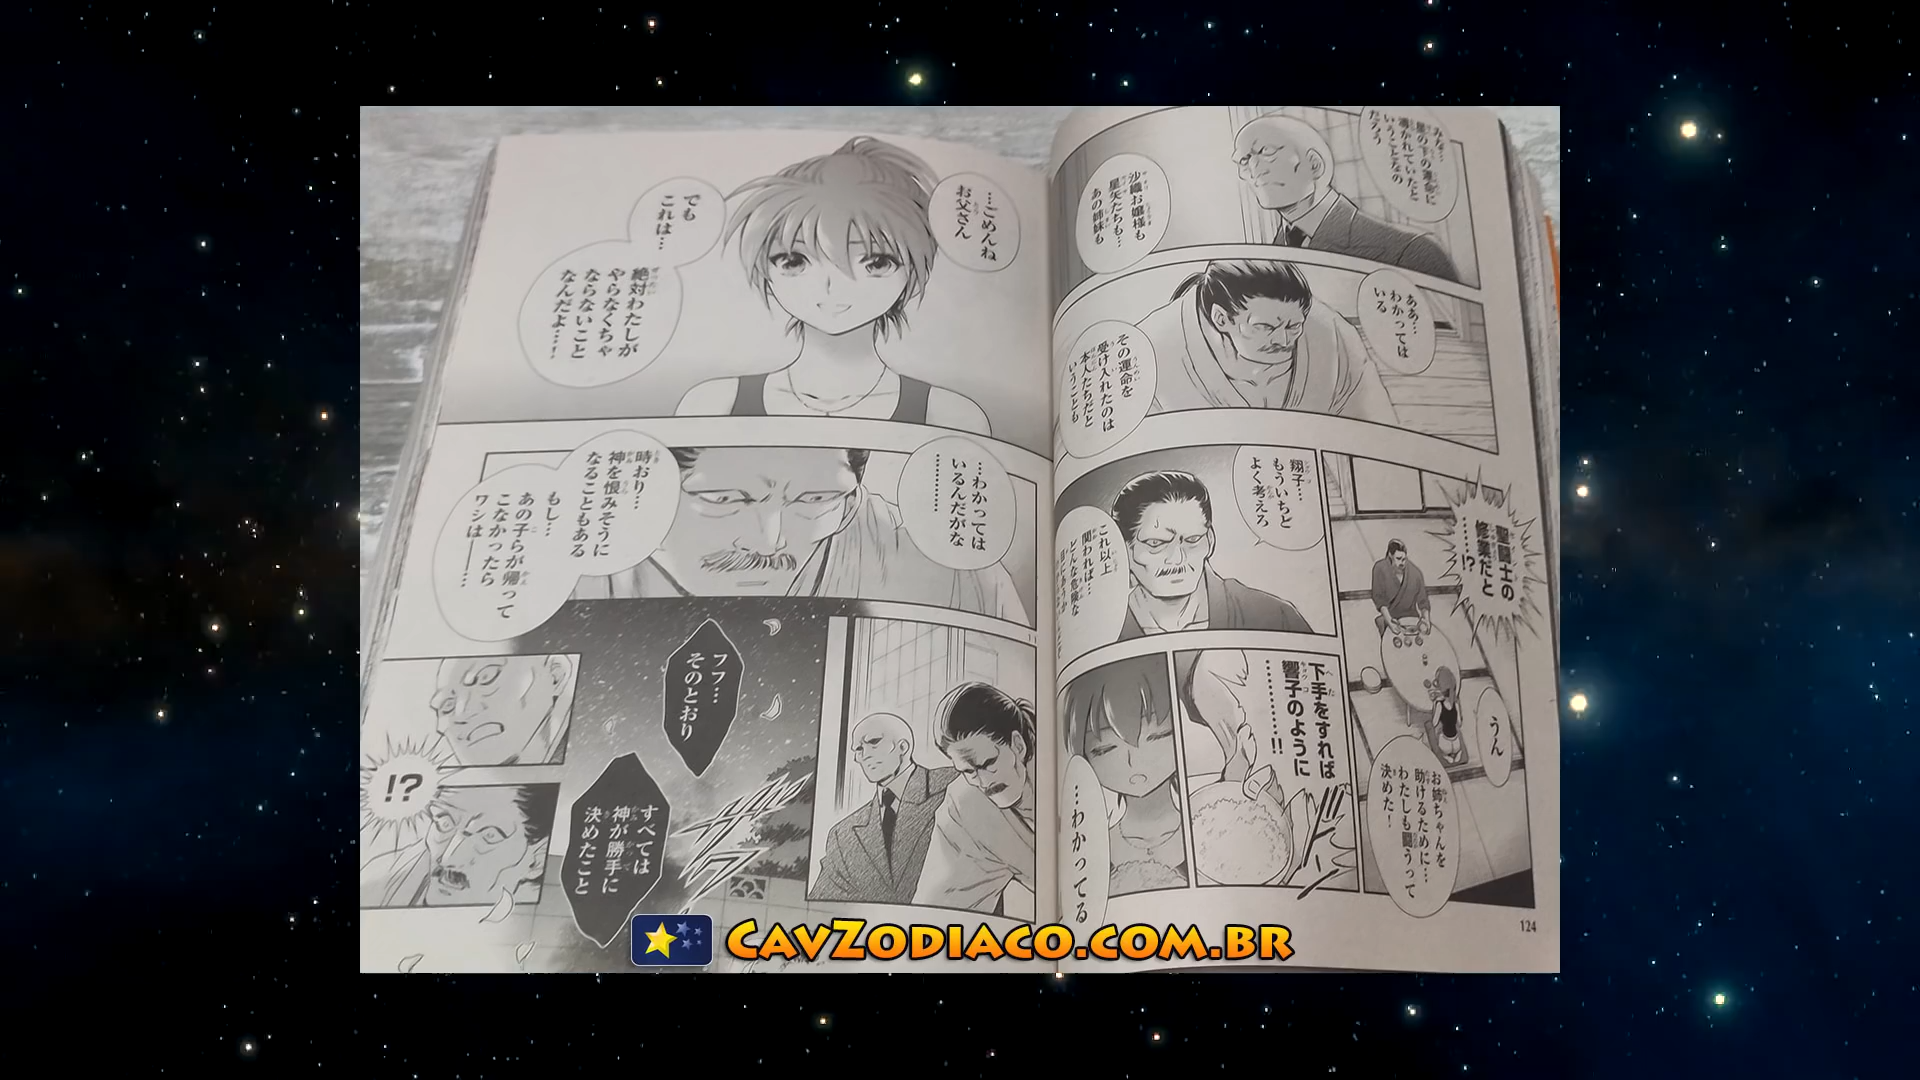 みな…
星の下の運命に
導かれていたと
いうことなの
だろう
沙織お嬢様も
星矢たちも…
あの姉妹も
ああ…
わかっては
いる
その運命を
受け入れたのは
本人たちだと
いうことも
聖闘士の
修業だと
……!?
うん
お姉ちゃんを
助けるために…
わたしも闘うって
決めた!
翔子…
もういちど
よく考えろ
これ以上
関われば…
どんな危険な
下手をすれば
響子のように
…………!!
…わかってる
124
…ごめんね
お父さん
でも
これは…
絶対わたしが
やらなくちゃ
ならないこと
なんだよ…!
…わかっては
いるんだがな
…………
時おり…
神を恨みそうに
なることもある
もし…
あの子らが帰って
こなかったら
ワシは――…
フフ…
そのとおり
すべては
神が勝手に
決めたこと
!?
CavZodiaco.com.br